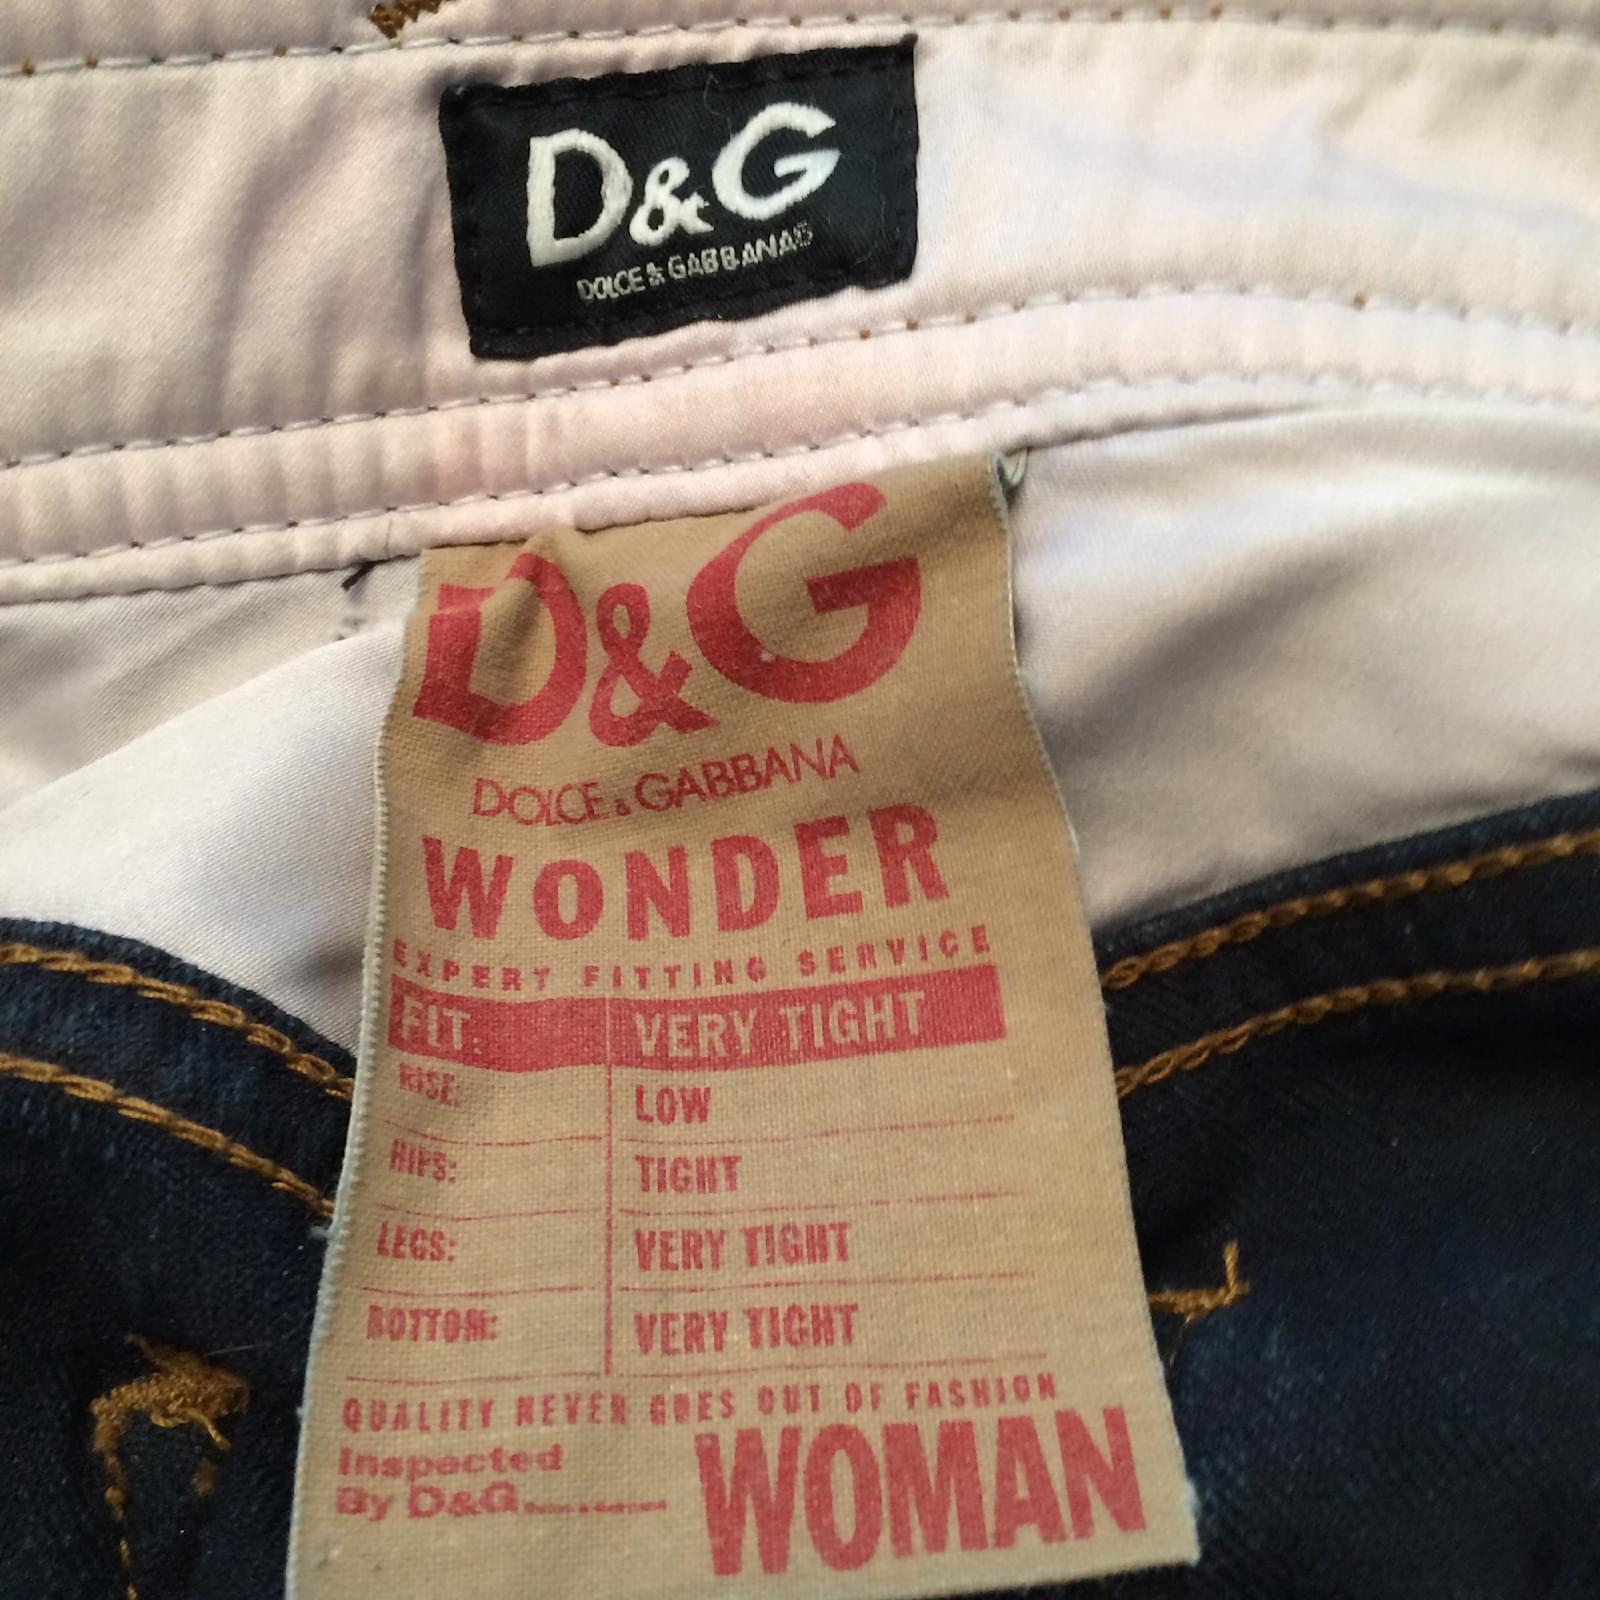 D&G
DOLCE & GABBANA
D&G
DOLCE & GABBANA
WONDER
EXPERT FITTING SERVICE
FIT: VERY TIGHT
RISE: LOW
HIPS: TIGHT
LEGS: VERY TIGHT
BOTTOM: VERY TIGHT
QUALITY NEVER GOES OUT OF FASHION
Inspected
By D&G
WOMAN